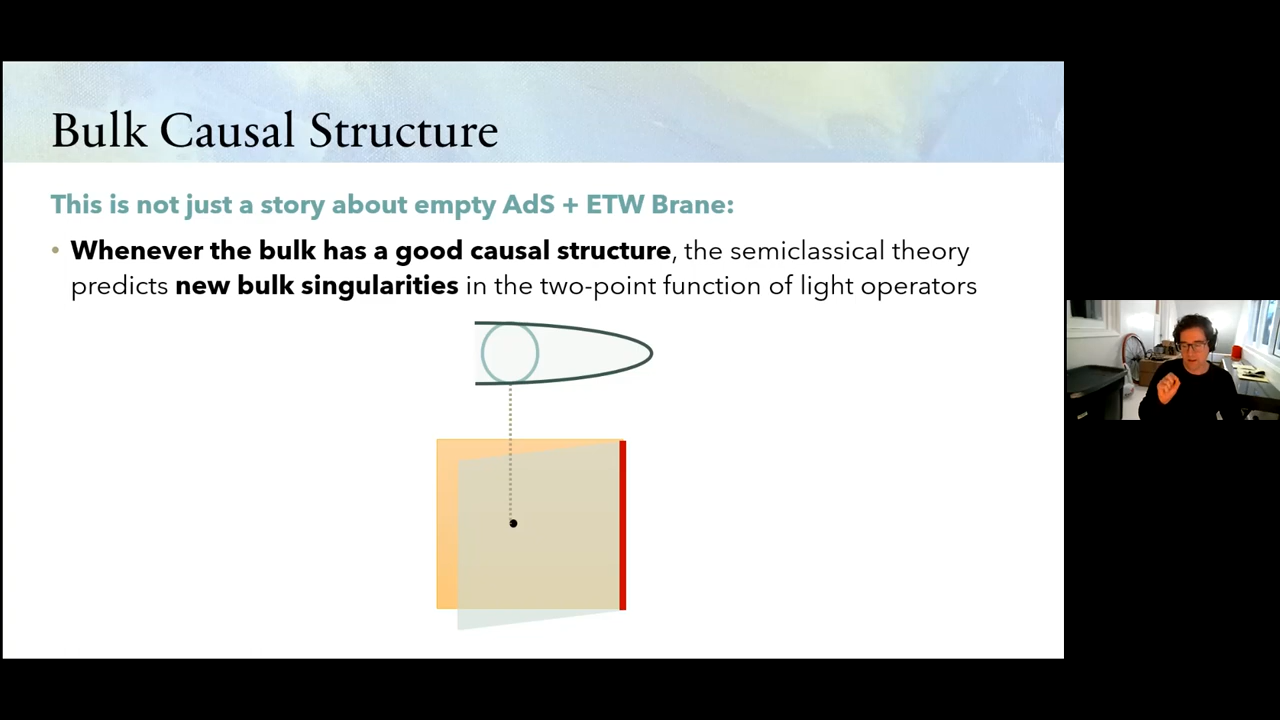 Bulk Causal Structure
This is not just a story about empty AdS + ETW Brane:
• Whenever the bulk has a good causal structure, the semiclassical theory
predicts new bulk singularities in the two-point function of light operators